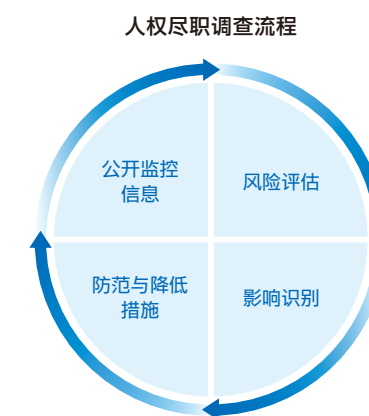 人权尽职调查流程
公开监控
信息
风险评估
防范与降低
措施
影响识别